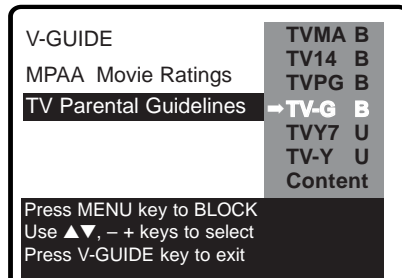 V-GUIDE
MPAA Movie Ratings
TV Parental Guidelines
TVMA B
TV14 B
TVPG B
➡TV-G B
TVY7 U
TV-Y U
Content
Press MENU key to BLOCK
Use ▲▼, – + keys to select
Press V-GUIDE key to exit